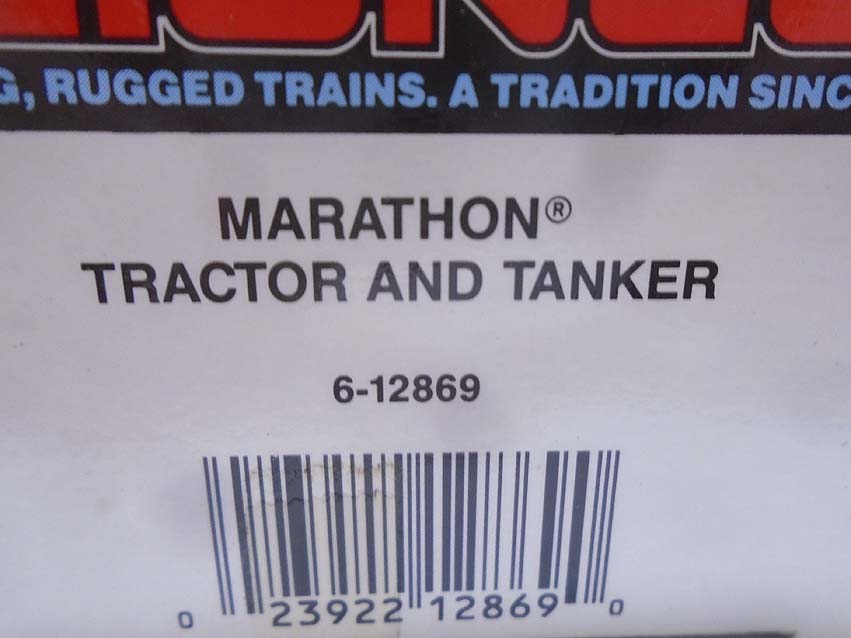 G, RUGGED TRAINS. A TRADITION SINC
MARATHON®
TRACTOR AND TANKER
6-12869
0 23922 12869 0